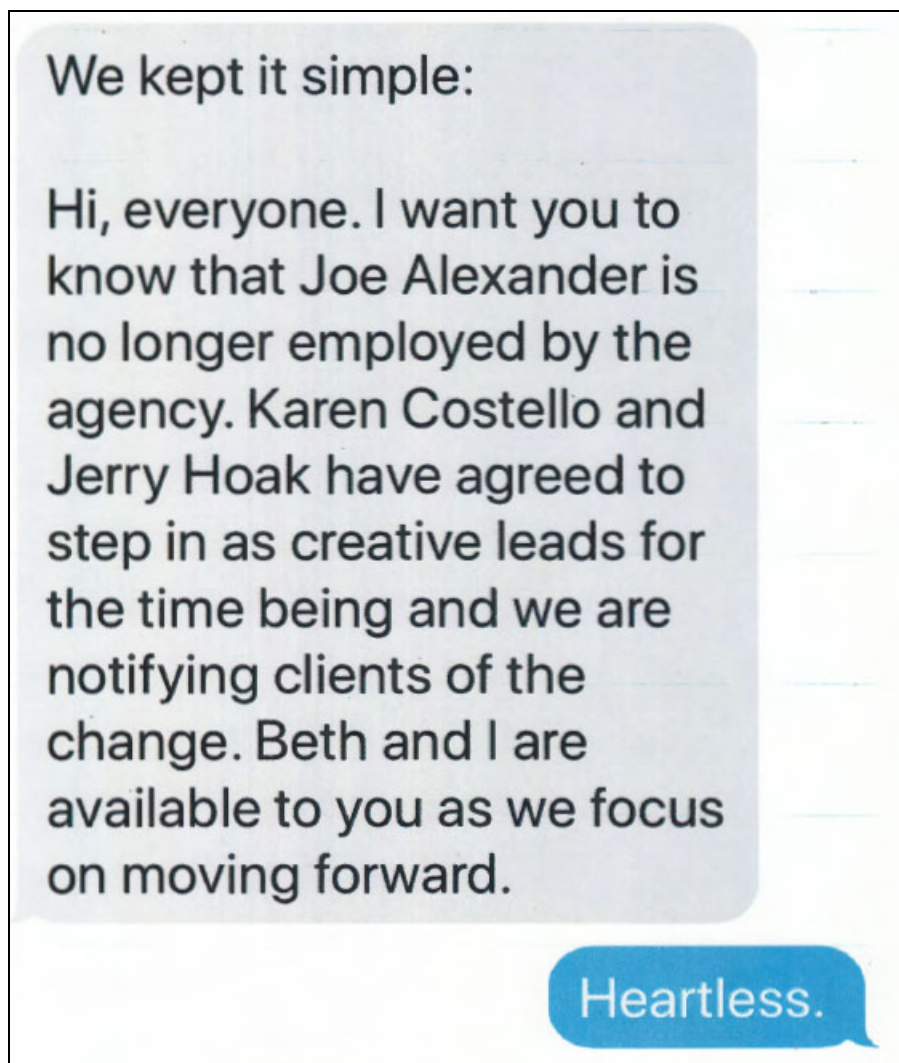 We kept it simple:
Hi, everyone. I want you to
know that Joe Alexander is
no longer employed by the
agency. Karen Costello and
Jerry Hoak have agreed to
step in as creative leads for
the time being and we are
notifying clients of the
change. Beth and I are
available to you as we focus
on moving forward.
Heartless.